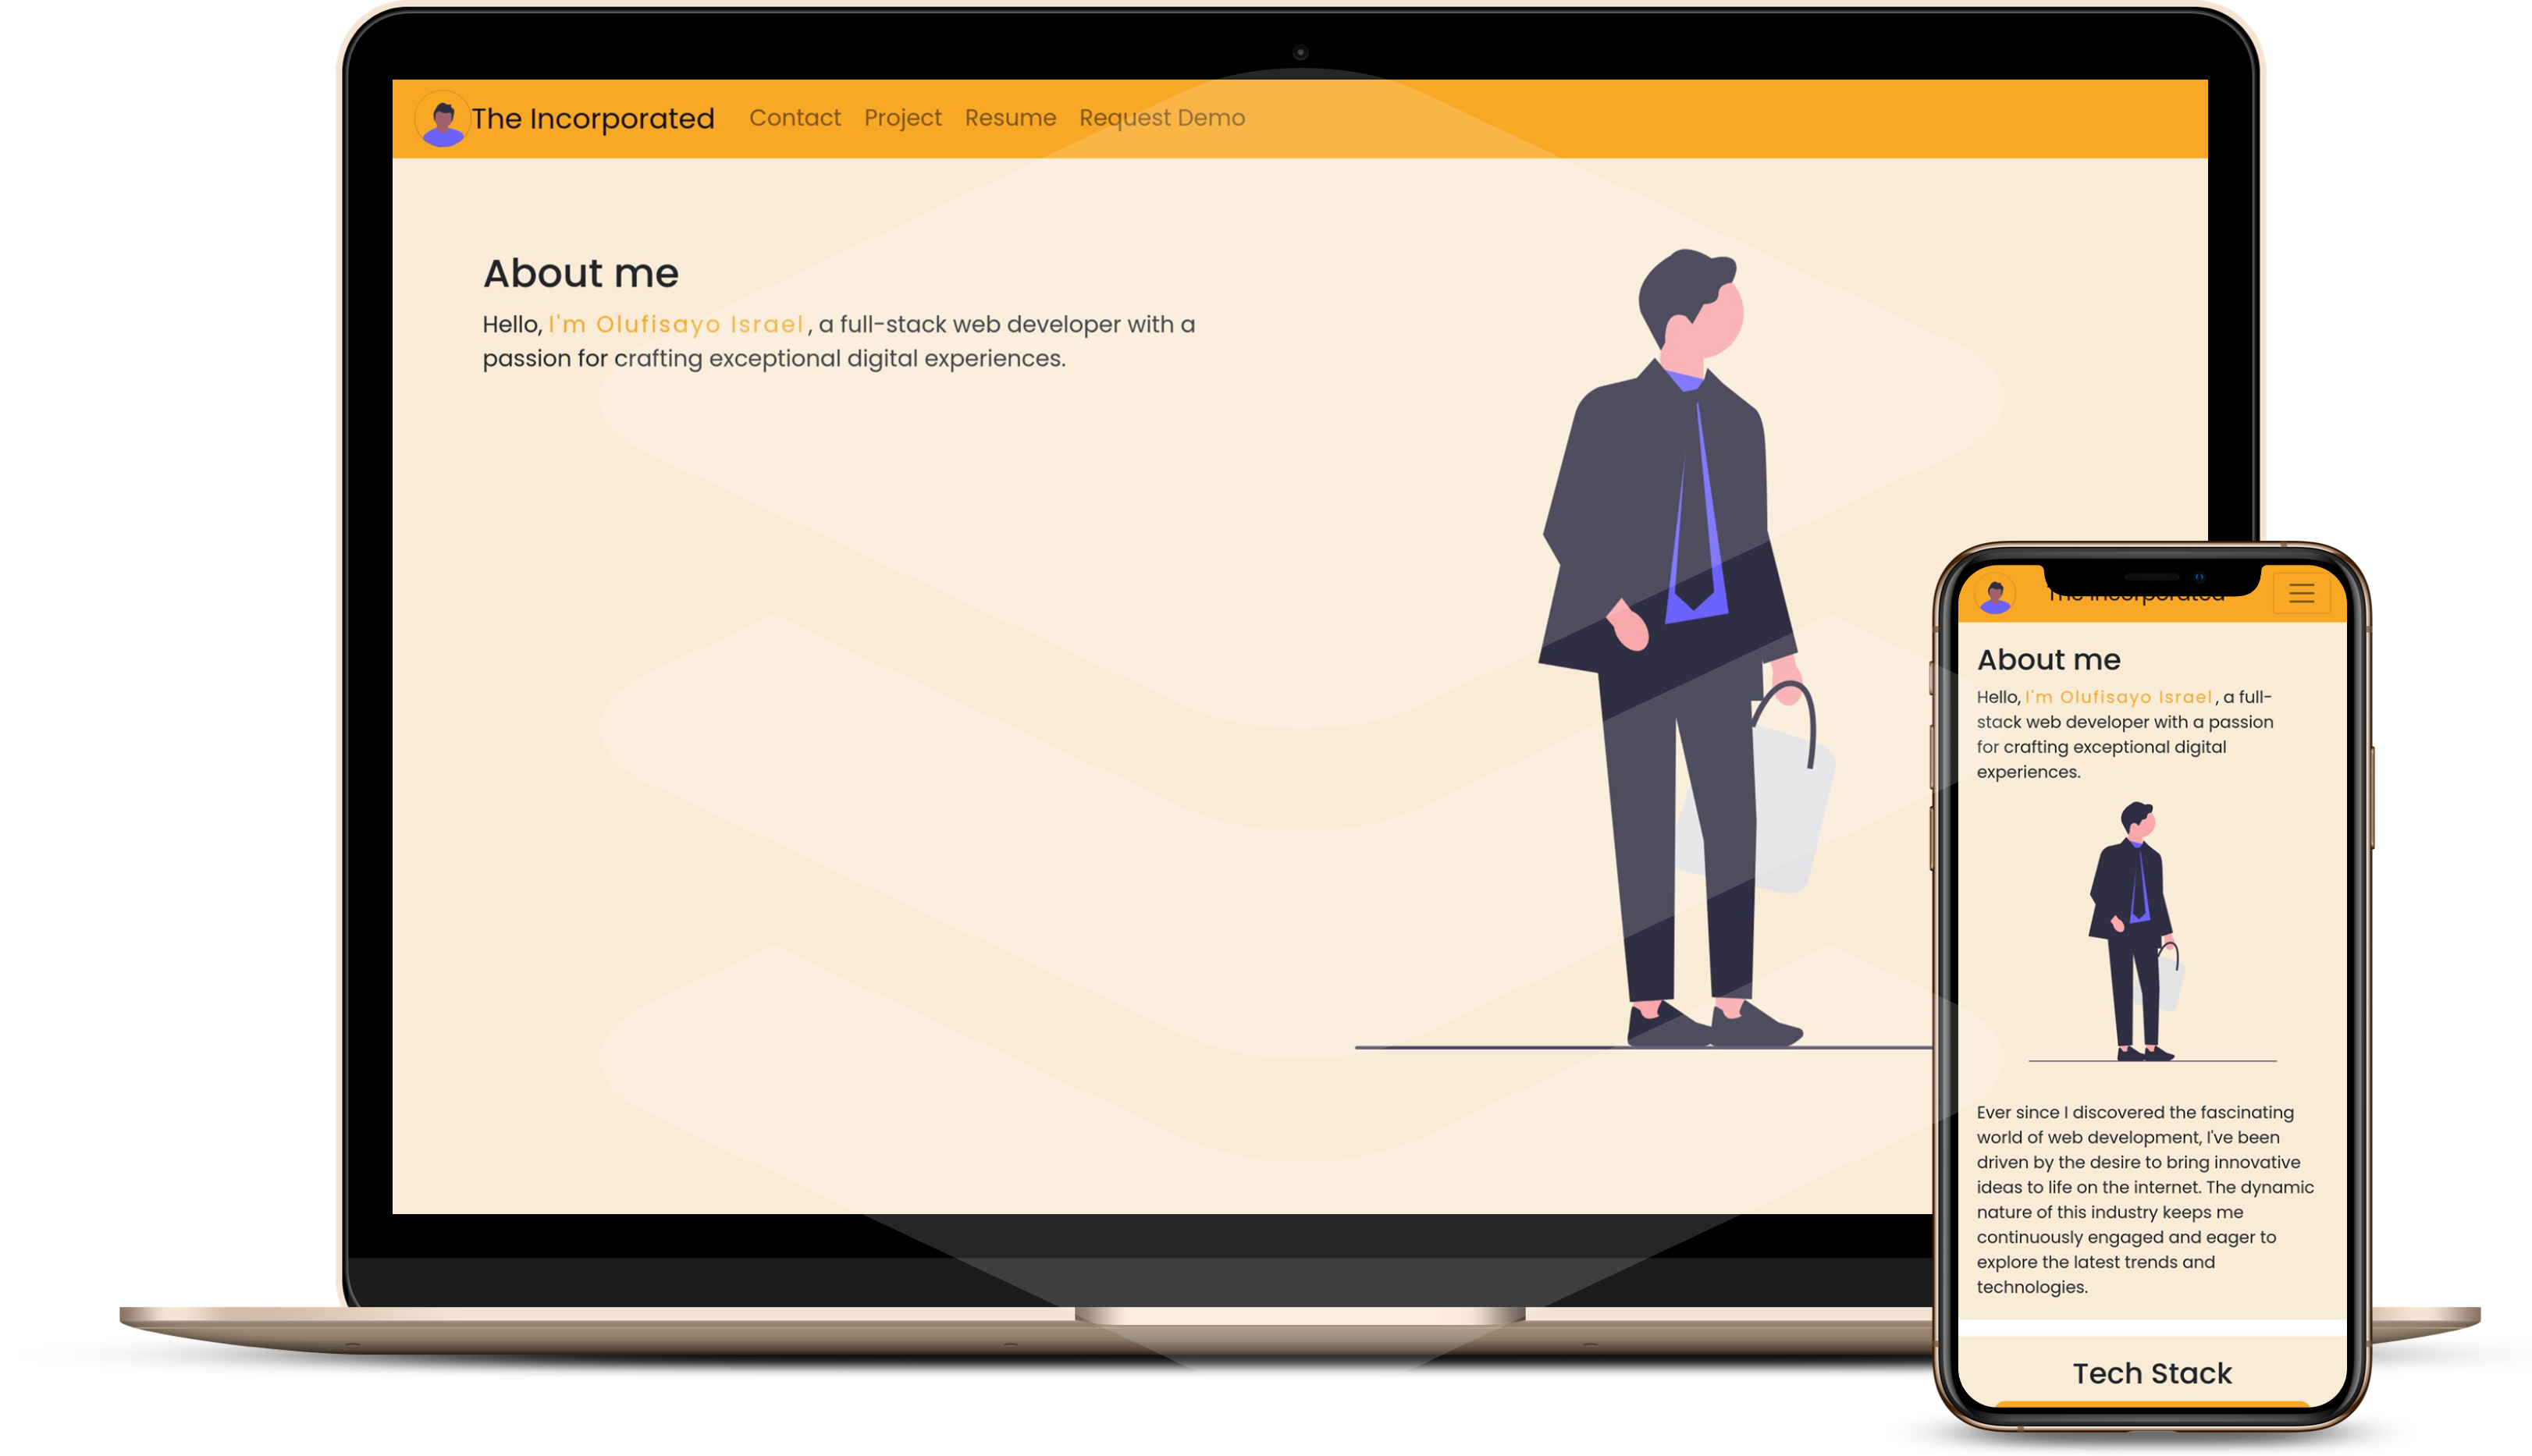 The Incorporated Contact Project Resume Request Demo
About me
Hello, I'm Olufisayo Israel , a full-stack web developer with a
passion for crafting exceptional digital experiences.
The Incorporated
About me
Hello, I'm Olufisayo Israel , a full-
stack web developer with a passion
for crafting exceptional digital
experiences.
Ever since I discovered the fascinating
world of web development, I've been
driven by the desire to bring innovative
ideas to life on the internet. The dynamic
nature of this industry keeps me
continuously engaged and eager to
explore the latest trends and
technologies.
Tech Stack